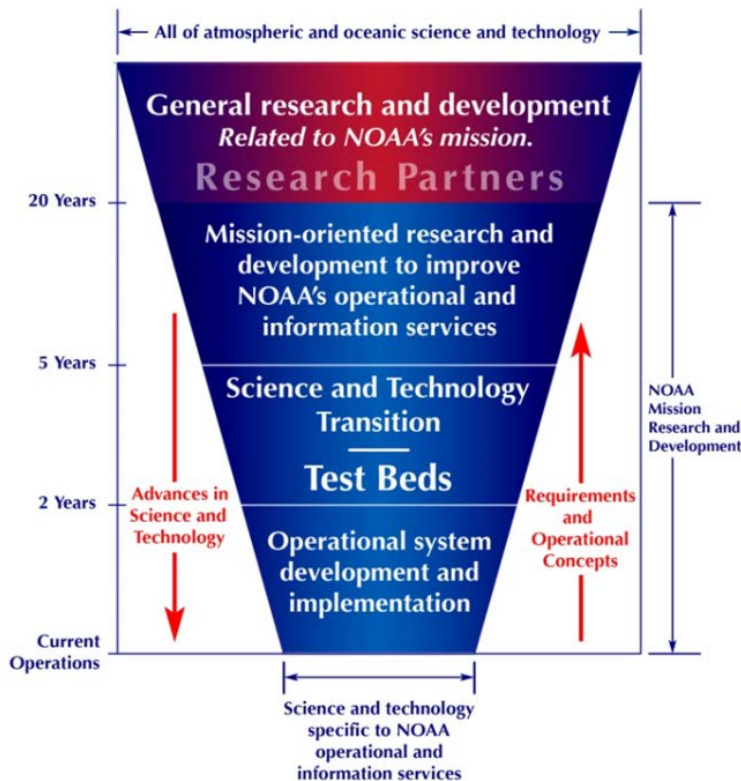 All of atmospheric and oceanic science and technology
General research and development
Related to NOAA's mission.
Research Partners
20 Years
Mission-oriented research and
development to improve
NOAA's operational and
information services
5 Years
Science and Technology
Transition
Test Beds
NOAA
Mission
Research and
Development
2 Years
Advances in
Science and
Technology
Requirements
and
Operational
Concepts
Operational system
development and
implementation
Current
Operations
Science and technology
specific to NOAA
operational and
information services